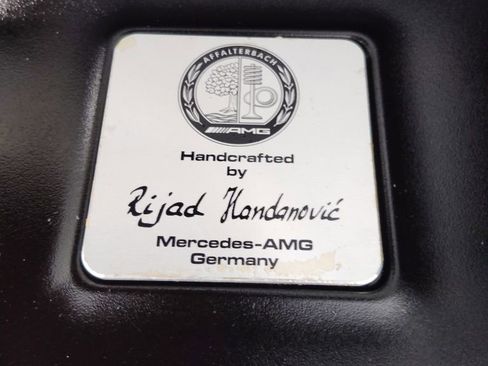 AFFALTERBACH
AMG
Handcrafted
by
Rijad Handanović
Mercedes-AMG
Germany